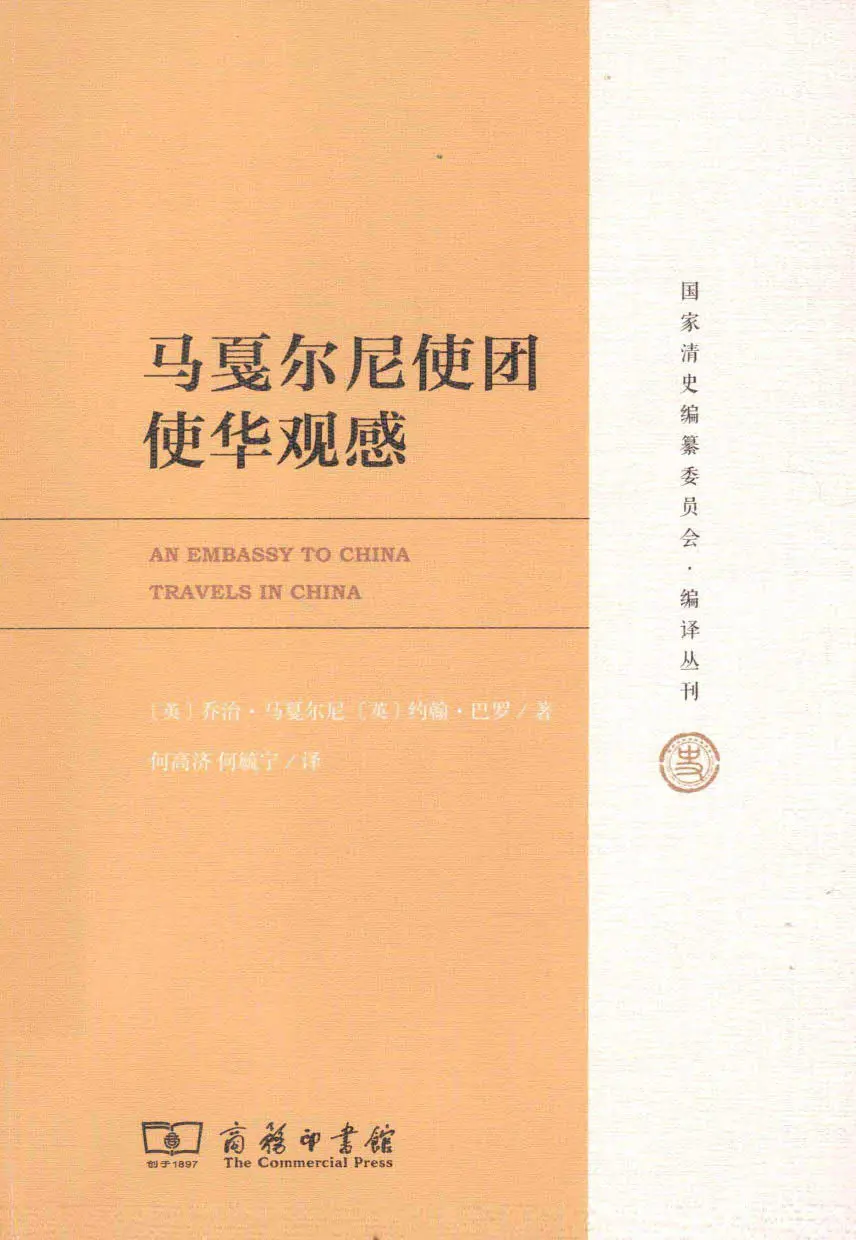 马戛尔尼使团
使华观感
AN EMBASSY TO CHINA
TRAVELS IN CHINA
〔英〕乔治·马戛尔尼〔英〕约翰·巴罗／著
何高济 何毓宁／译
国家清史编纂委员会·编译丛刊
史
创于1897
商務印書館
The Commercial Press